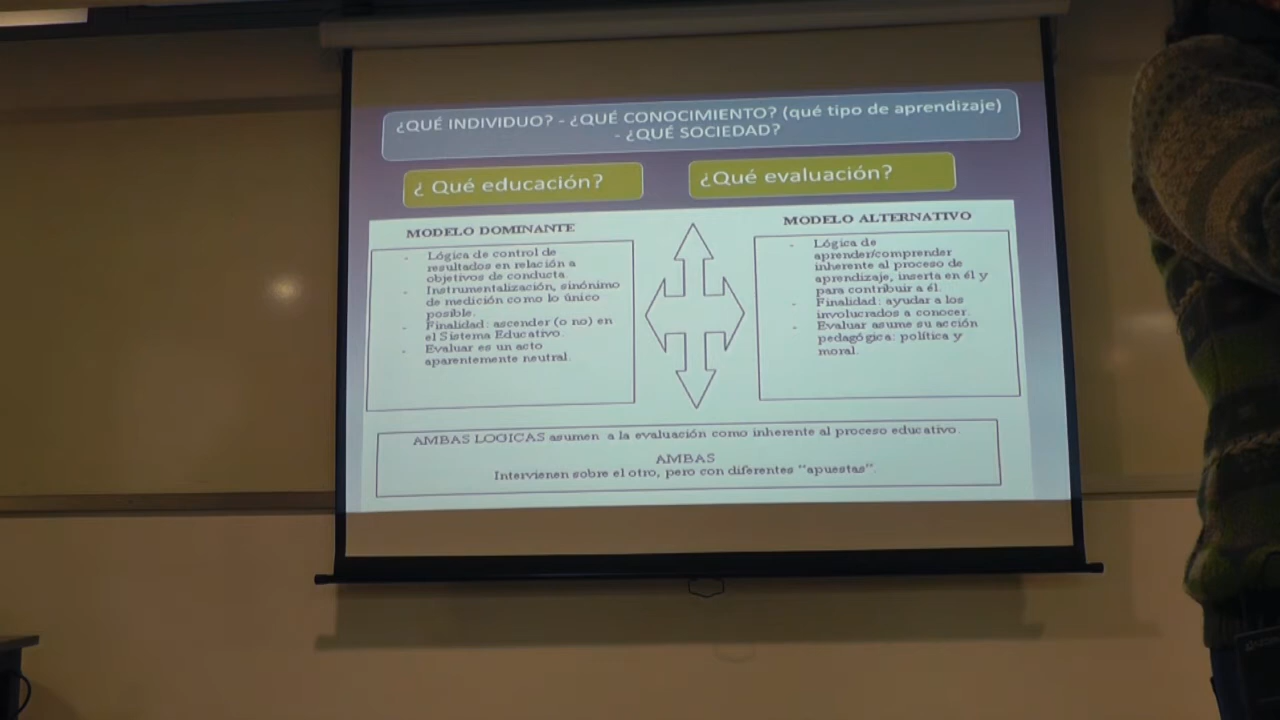 ¿QUÉ INDIVIDUO? - ¿QUÉ CONOCIMIENTO? (qué tipo de aprendizaje)
- ¿QUÉ SOCIEDAD?
¿ Qué educación?
¿Qué evaluación?
MODELO DOMINANTE
- Lógica de control de
resultados en relación a
objetivos de conducta.
- Instrumentalización, sinónimo
de medición como lo único
posible.
- Finalidad: ascender (o no) en
el Sistema Educativo.
- Evaluar es un acto
aparentemente neutral.
MODELO ALTERNATIVO
- Lógica de
aprender/comprender
inherente al proceso de
aprendizaje, inserta en él y
para contribuir a él.
- Finalidad: ayudar a los
involucrados a conocer.
- Evaluar asume su acción
pedagógica: política y
moral.
AMBAS LOGICAS asumen a la evaluación como inherente al proceso educativo.
AMBAS
Intervienen sobre el otro, pero con diferentes "apuestas".